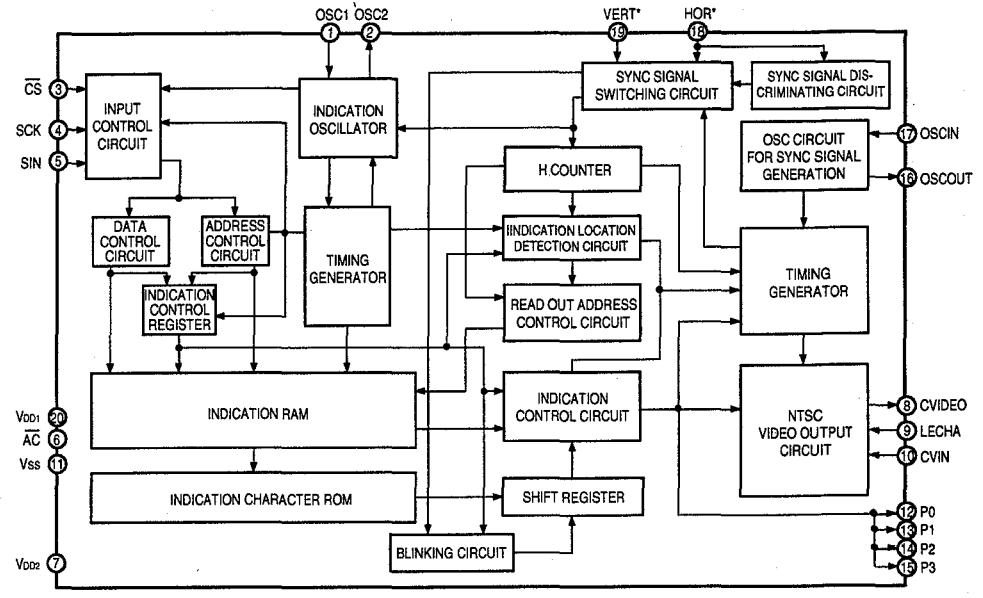 OSC1 OSC2
VERT*
HOR*
1
2
19
18
CS
3
SCK
4
SIN
5
INPUT
CONTROL
CIRCUIT
INDICATION
OSCILLATOR
SYNC SIGNAL
SWITCHING CIRCUIT
SYNC SIGNAL DIS-
CRIMINATING CIRCUIT
OSC CIRCUIT
FOR SYNC SIGNAL
GENERATION
17
OSCIN
16
OSCOUT
H.COUNTER
DATA
CONTROL
CIRCUIT
ADDRESS
CONTROL
CIRCUIT
TIMING
GENERATOR
IINDICATION LOCATION
DETECTION CIRCUIT
TIMING
GENERATOR
INDICATION
CONTROL
REGISTER
READ OUT ADDRESS
CONTROL CIRCUIT
INDICATION RAM
INDICATION
CONTROL CIRCUIT
NTSC
VIDEO OUTPUT
CIRCUIT
VDD1
20
AC
6
VSS
11
8
CVIDEO
9
LECHA
10
CVIN
INDICATION CHARACTER ROM
SHIFT REGISTER
12
P0
13
P1
14
P2
15
P3
BLINKING CIRCUIT
VDD2
7